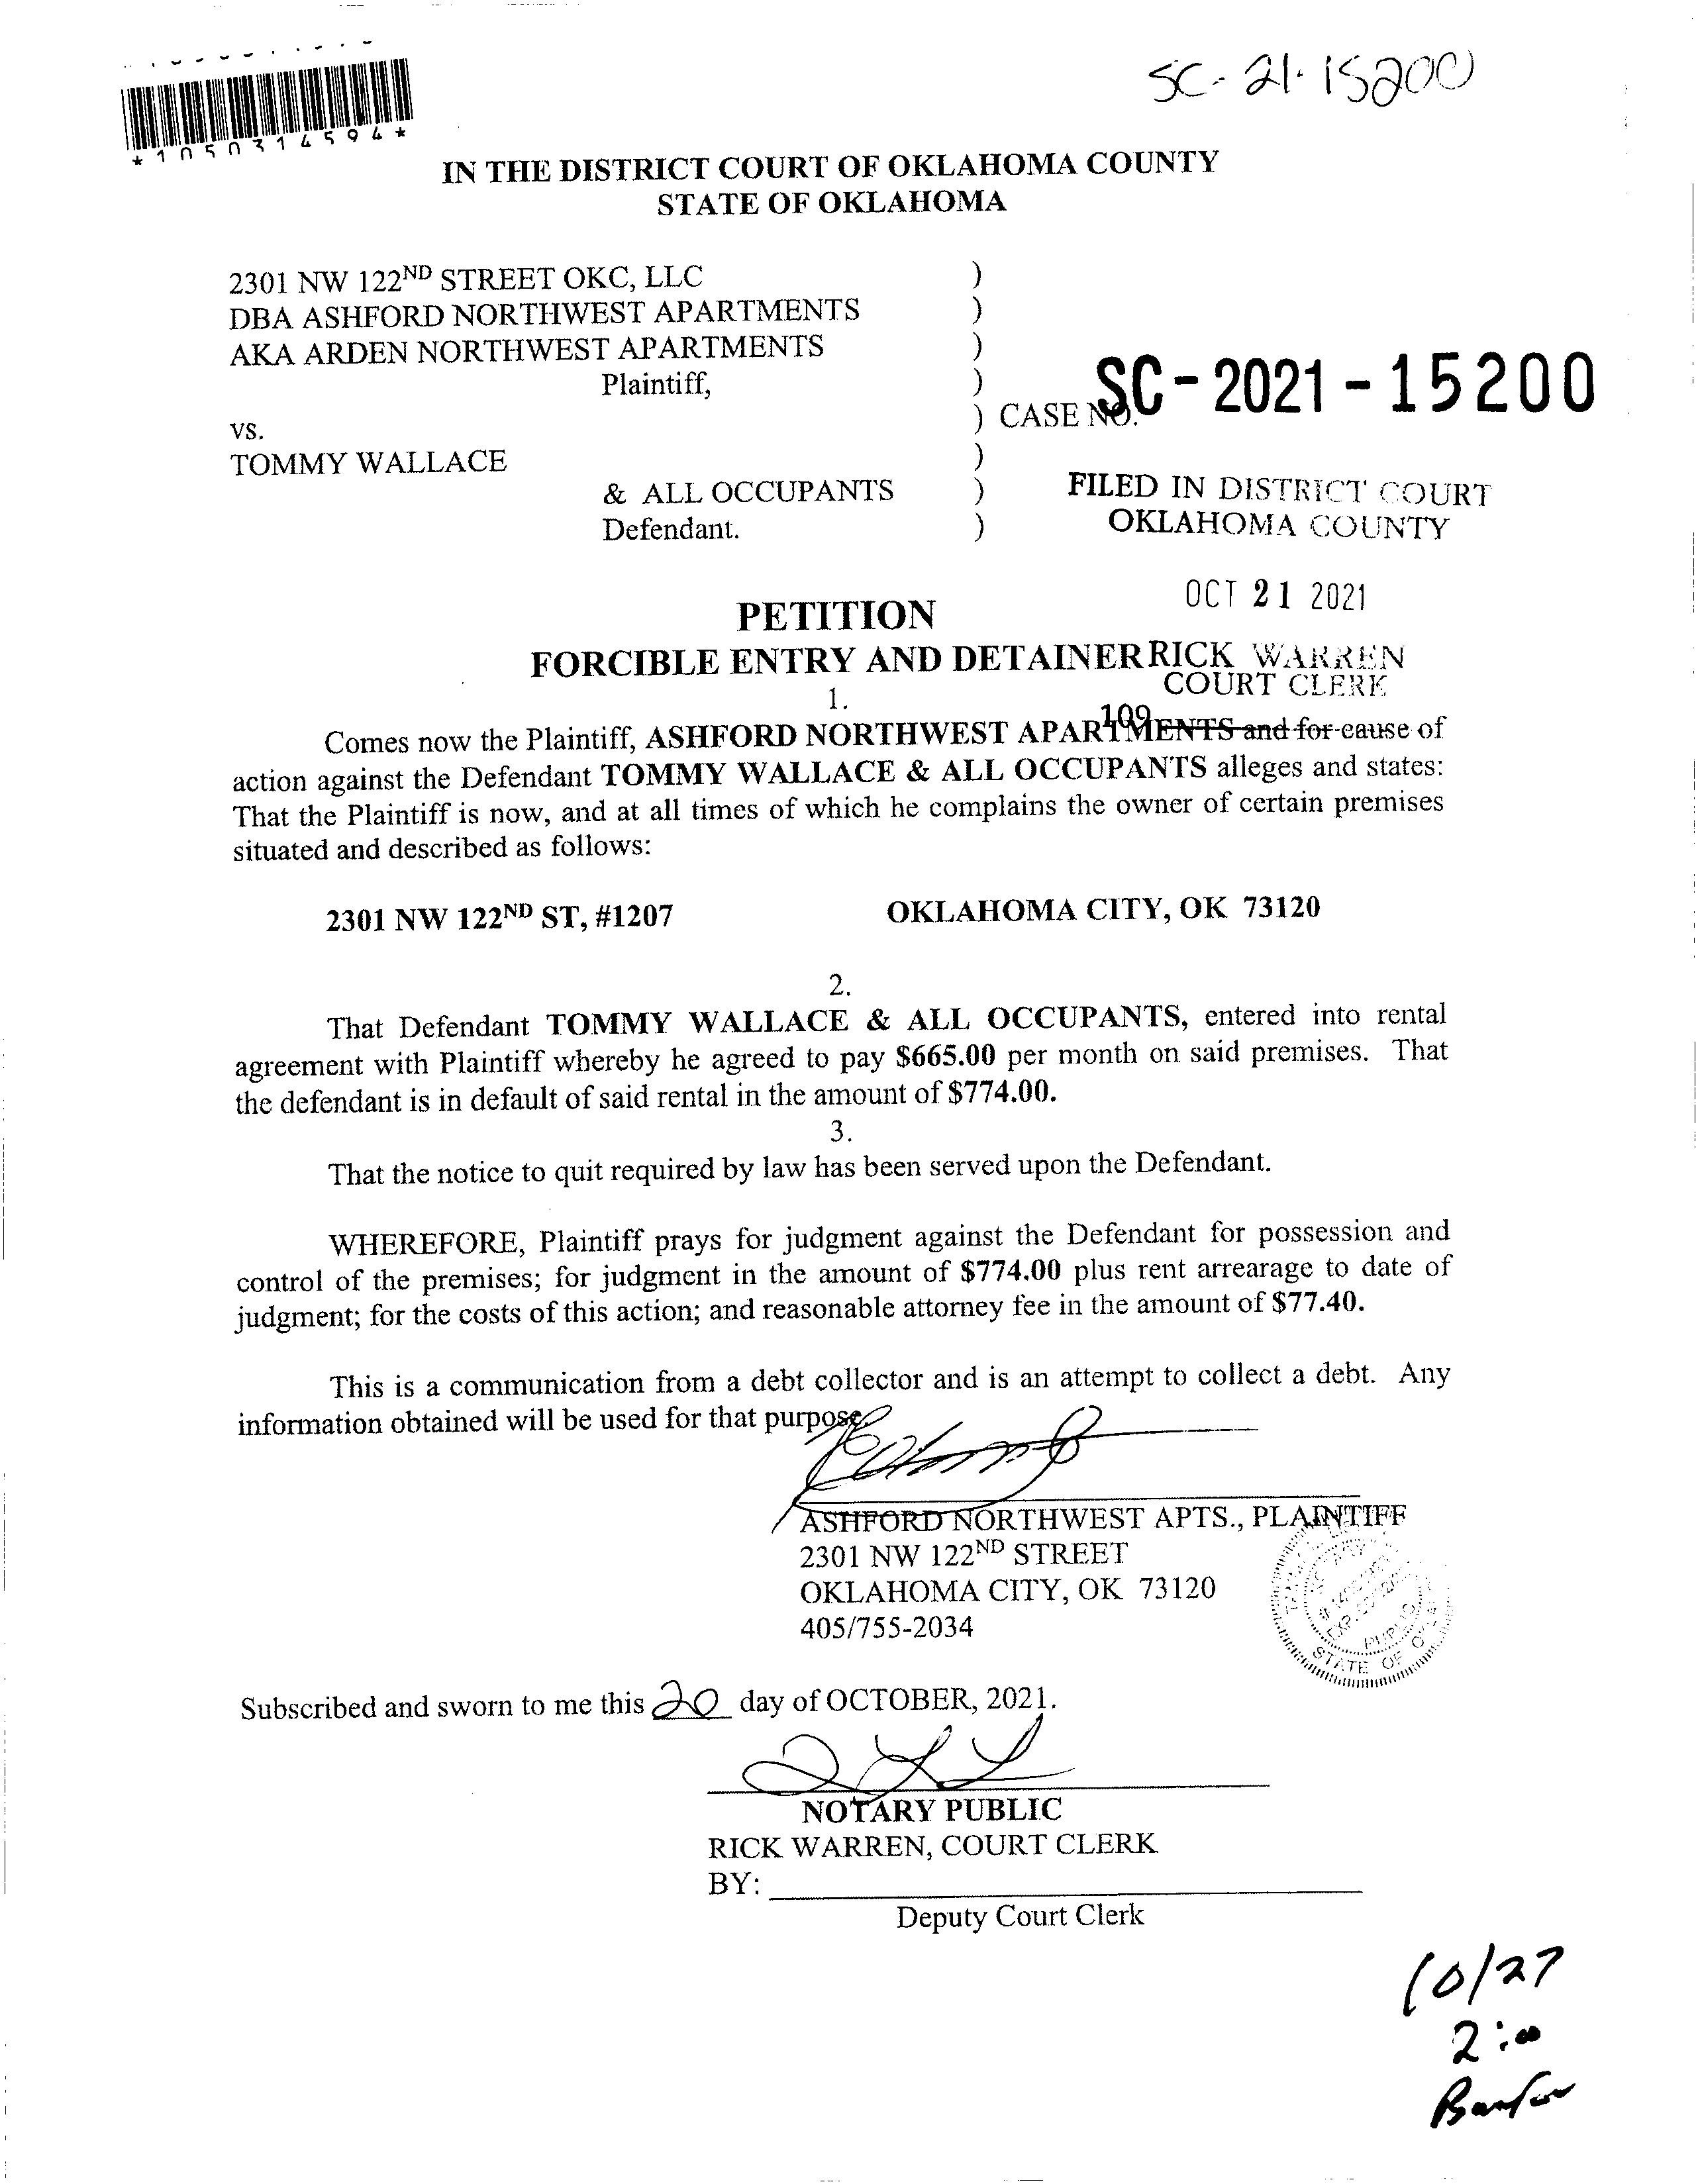 SC-21-15200
*1050314594*
IN THE DISTRICT COURT OF OKLAHOMA COUNTY
STATE OF OKLAHOMA
2301 NW 122ND STREET OKC, LLC )
DBA ASHFORD NORTHWEST APARTMENTS )
AKA ARDEN NORTHWEST APARTMENTS )
Plaintiff, )
) CASE NO. SC-2021-15200
vs.
TOMMY WALLACE )
& ALL OCCUPANTS ) FILED IN DISTRICT COURT
Defendant. ) OKLAHOMA COUNTY
OCT 21 2021
PETITION
FORCIBLE ENTRY AND DETAINER RICK WARREN
COURT CLERK
1.
109
Comes now the Plaintiff, ASHFORD NORTHWEST APARTMENTS and for cause of
action against the Defendant TOMMY WALLACE & ALL OCCUPANTS alleges and states:
That the Plaintiff is now, and at all times of which he complains the owner of certain premises
situated and described as follows:
2301 NW 122ND ST, #1207 OKLAHOMA CITY, OK 73120
2.
That Defendant TOMMY WALLACE & ALL OCCUPANTS, entered into rental
agreement with Plaintiff whereby he agreed to pay $665.00 per month on said premises. That
the defendant is in default of said rental in the amount of $774.00.
3.
That the notice to quit required by law has been served upon the Defendant.
WHEREFORE, Plaintiff prays for judgment against the Defendant for possession and
control of the premises; for judgment in the amount of $774.00 plus rent arrearage to date of
judgment; for the costs of this action; and reasonable attorney fee in the amount of $77.40.
This is a communication from a debt collector and is an attempt to collect a debt. Any
information obtained will be used for that purpose.
ASHFORD NORTHWEST APTS., PLAINTIFF
2301 NW 122ND STREET
OKLAHOMA CITY, OK 73120
405/755-2034
PUBLIC
STATE OF
Subscribed and sworn to me this 20 day of OCTOBER, 2021.
NOTARY PUBLIC
RICK WARREN, COURT CLERK
BY:
Deputy Court Clerk
10/27
2:00